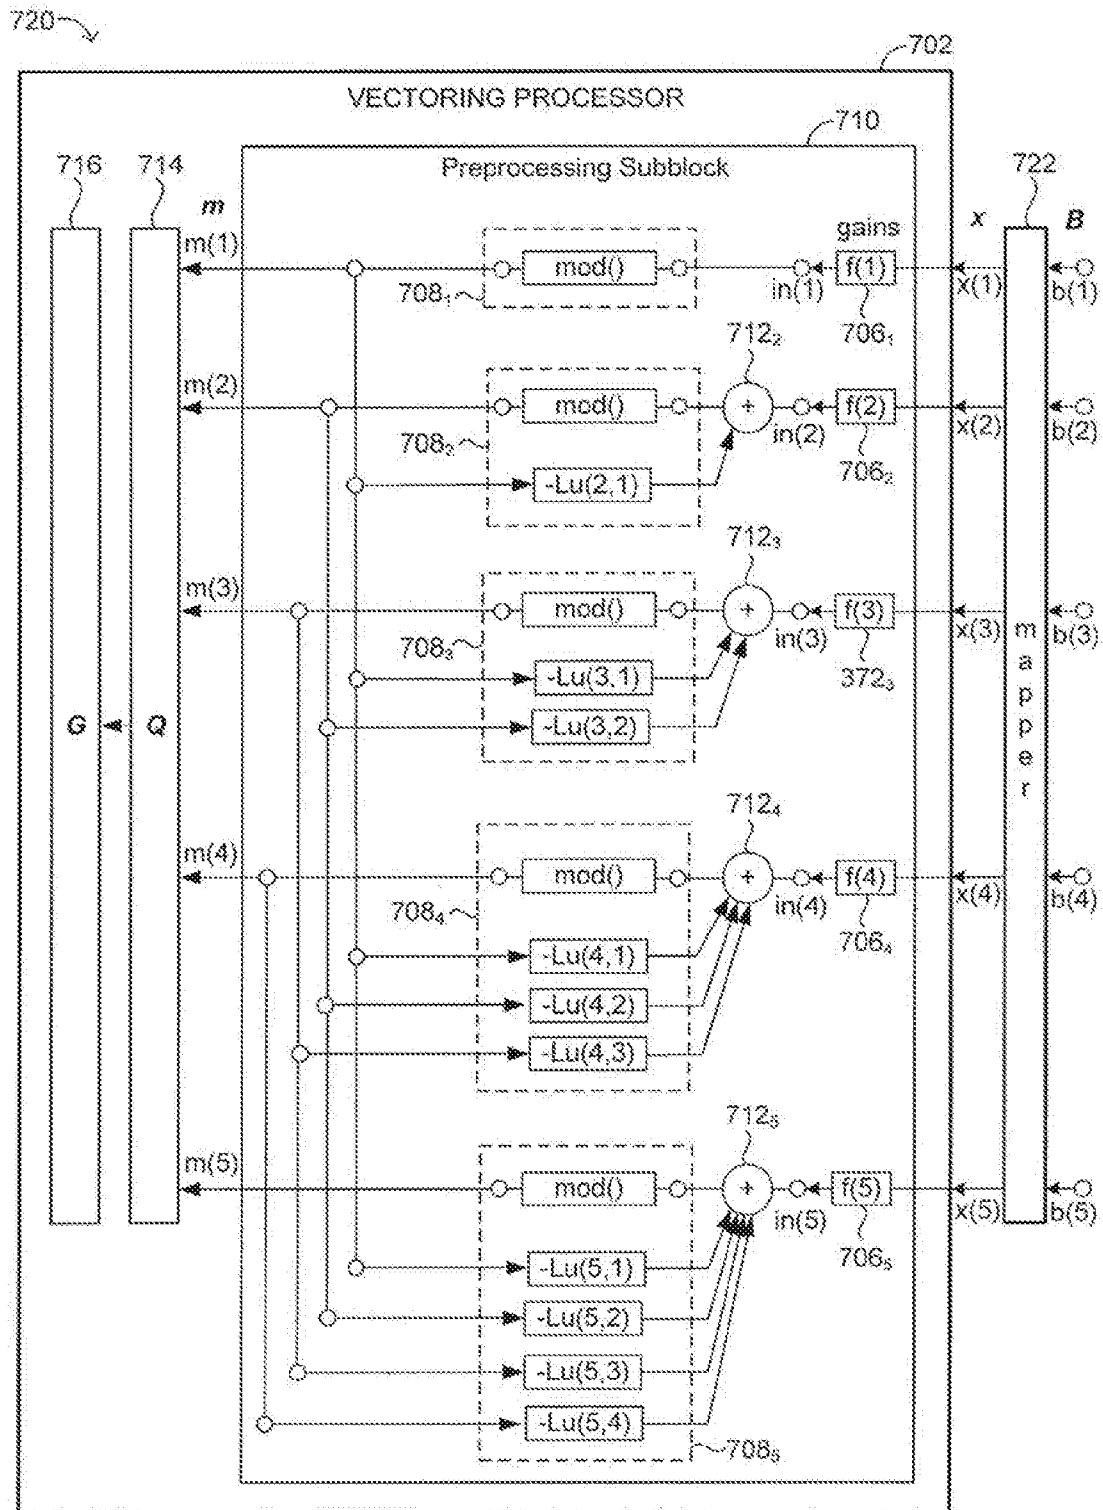 720
702
VECTORING PROCESSOR
710
716
714
Preprocessing Subblock
722
m
gains
x
B
m(1)
mod()
f(1)
708₁
in(1)
x(1)
b(1)
706₁
712₂
m(2)
mod()
+
f(2)
708₂
in(2)
x(2)
b(2)
706₂
-Lu(2,1)
712₃
m(3)
mod()
+
f(3)
708₃
in(3)
x(3)
b(3)
372₃
-Lu(3,1)
-Lu(3,2)
G
Q
mapper
712₄
m(4)
mod()
+
f(4)
708₄
in(4)
x(4)
b(4)
706₄
-Lu(4,1)
-Lu(4,2)
-Lu(4,3)
712₅
m(5)
mod()
+
f(5)
in(5)
x(5)
b(5)
706₅
-Lu(5,1)
-Lu(5,2)
-Lu(5,3)
-Lu(5,4)
708₅